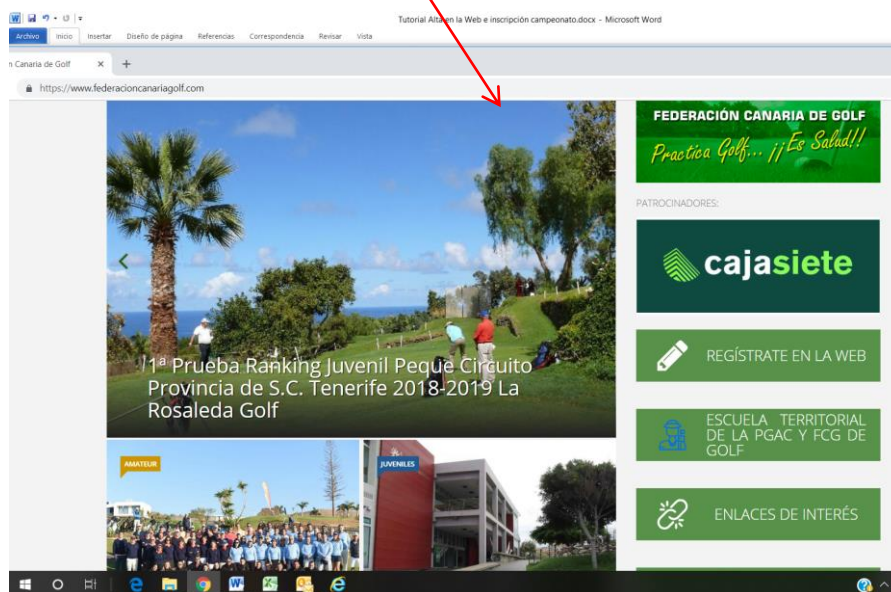 Tutorial Alta en la Web e inscripción campeonato.docx - Microsoft Word
Archivo Inicio Insertar Diseño de página Referencias Correspondencia Revisar Vista
n Canaria de Golf
https://www.federacioncanariagolf.com
FEDERACIÓN CANARIA DE GOLF
Practica Golf... ¡¡Es Salud!!
PATROCINADORES:
cajasiete
1ª Prueba Ranking Juvenil Peque Circuito
Provincia de S.C. Tenerife 2018-2019 La
Rosaleda Golf
REGÍSTRATE EN LA WEB
ESCUELA TERRITORIAL
DE LA PGAC Y FCG DE
GOLF
AMATEUR
JUVENILES
ENLACES DE INTERÉS